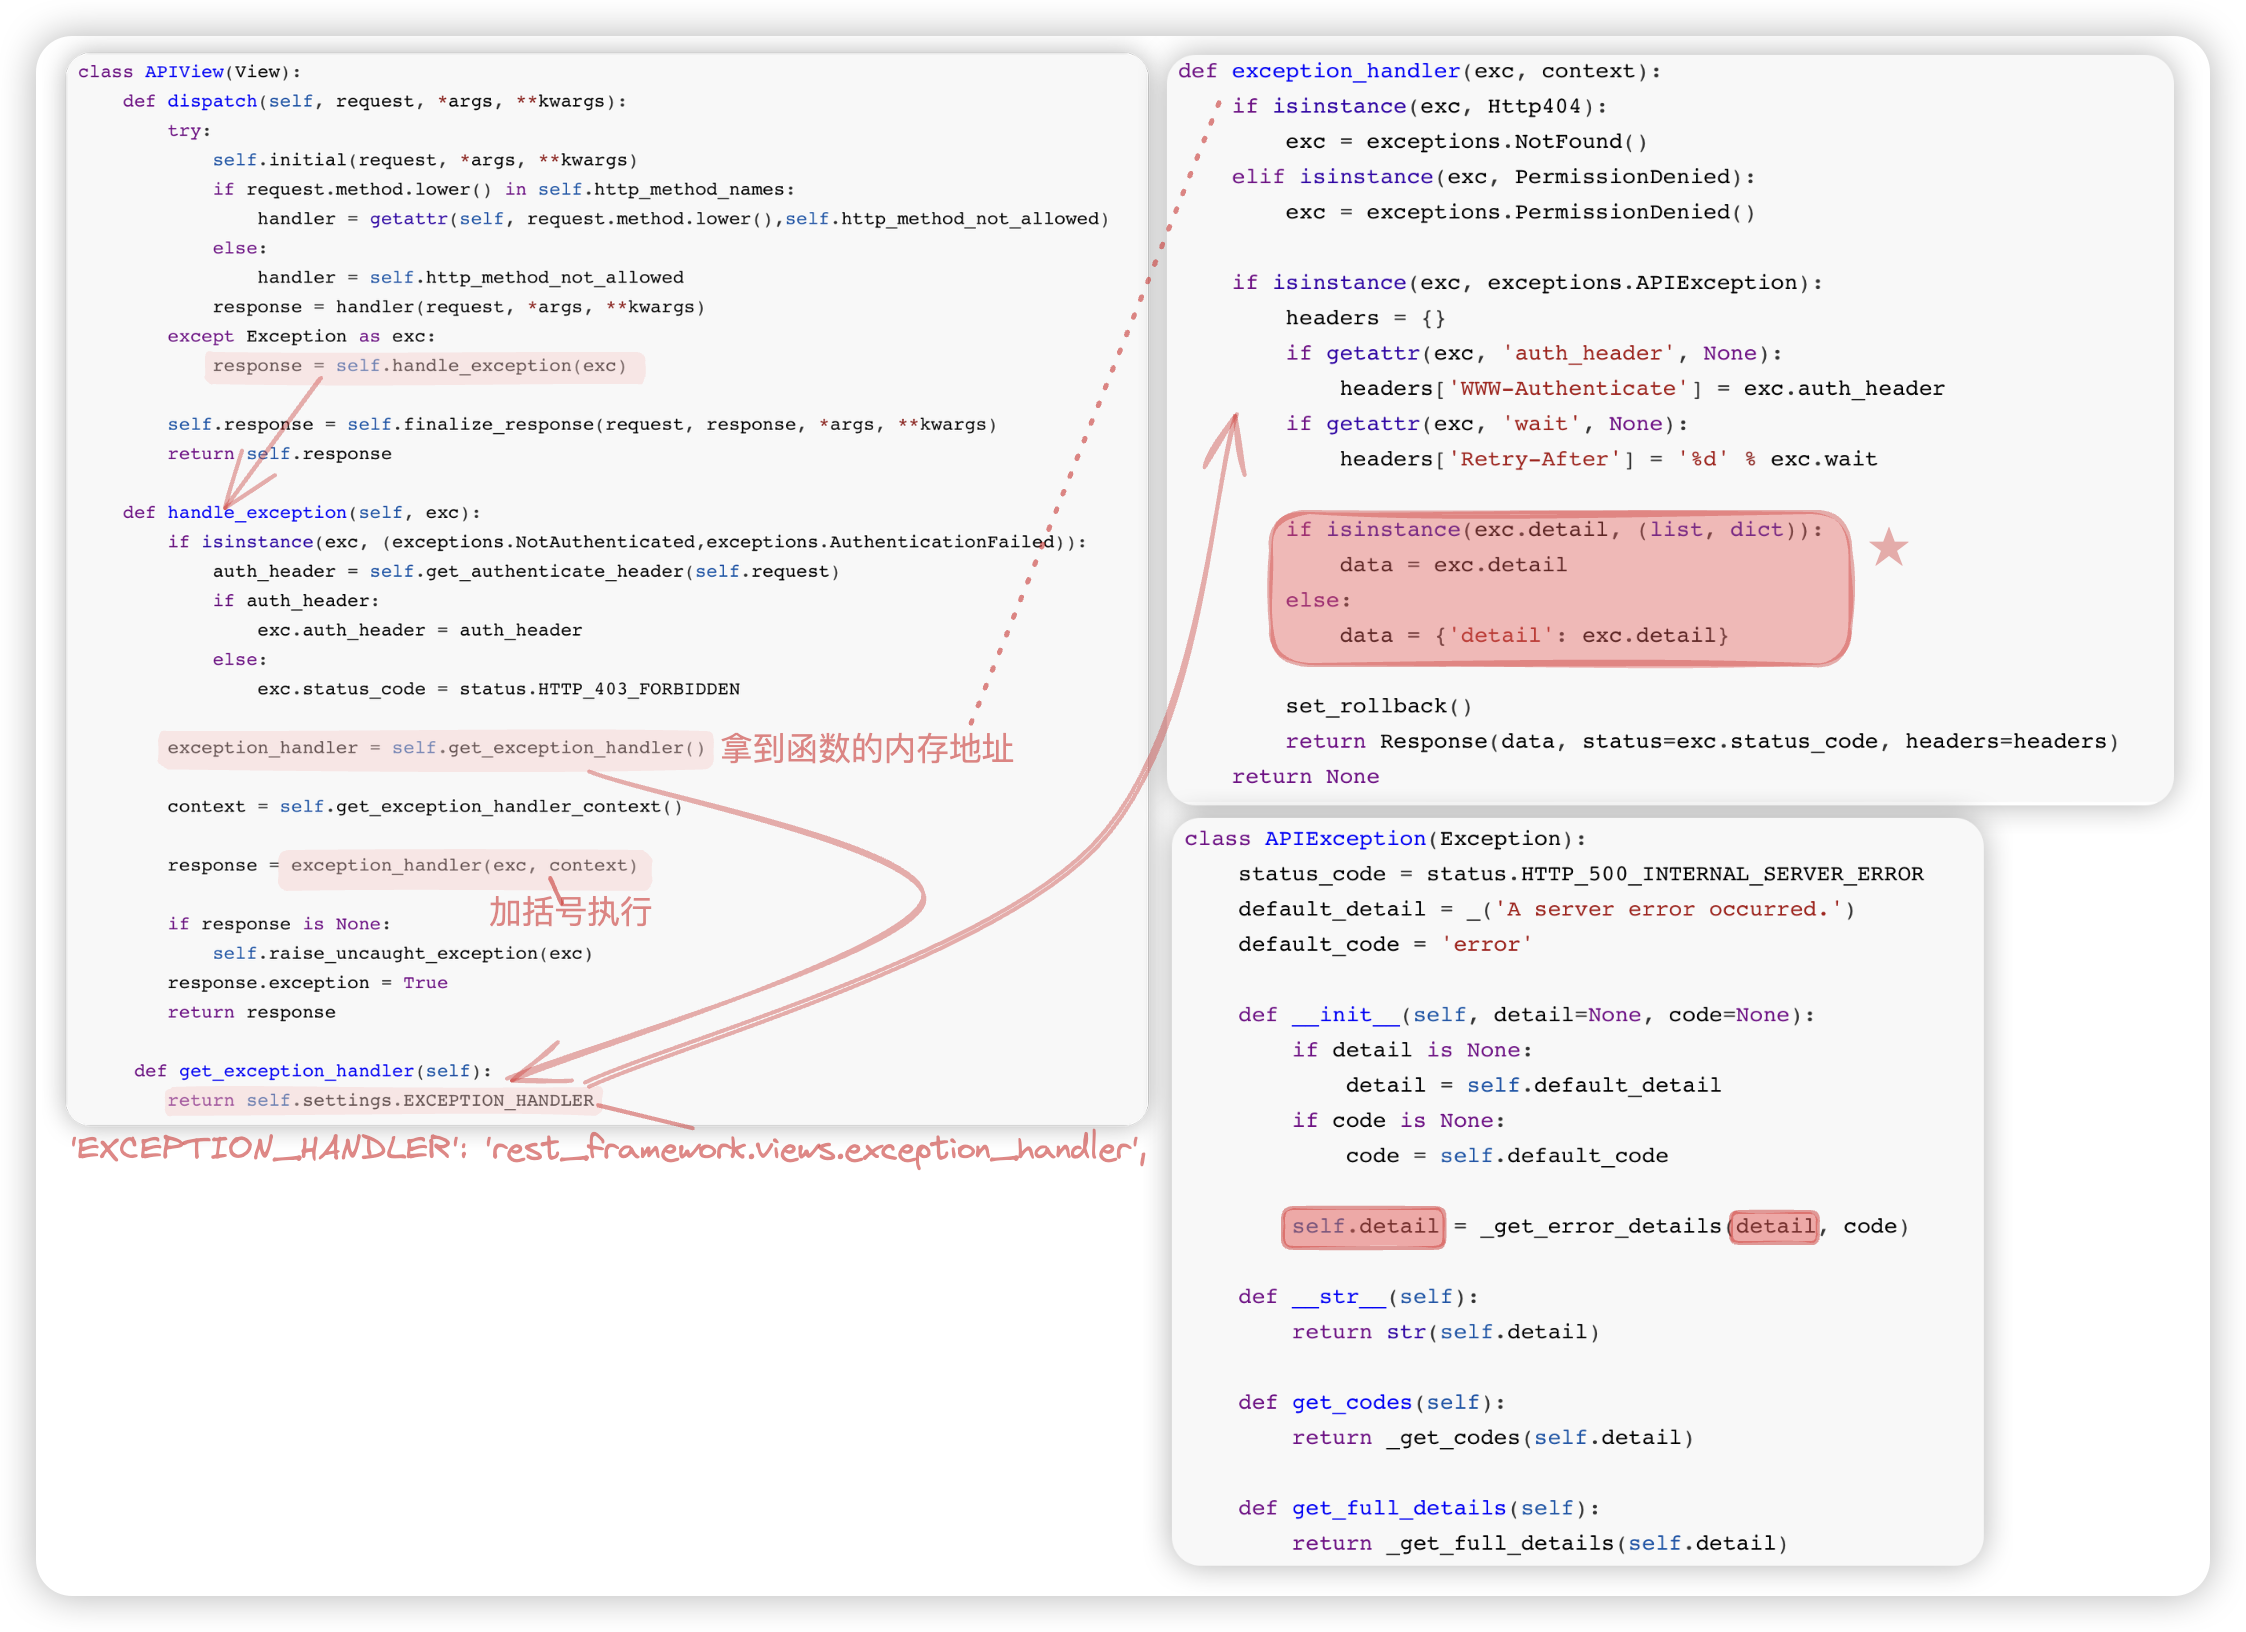 class APIView(View):
    def dispatch(self, request, *args, **kwargs):
        try:
            self.initial(request, *args, **kwargs)
            if request.method.lower() in self.http_method_names:
                handler = getattr(self, request.method.lower(),self.http_method_not_allowed)
            else:
                handler = self.http_method_not_allowed
            response = handler(request, *args, **kwargs)
        except Exception as exc:
            response = self.handle_exception(exc)
        self.response = self.finalize_response(request, response, *args, **kwargs)
        return self.response
    def handle_exception(self, exc):
        if isinstance(exc, (exceptions.NotAuthenticated,exceptions.AuthenticationFailed)):
            auth_header = self.get_authenticate_header(self.request)
            if auth_header:
                exc.auth_header = auth_header
            else:
                exc.status_code = status.HTTP_403_FORBIDDEN
        exception_handler = self.get_exception_handler() 拿到函数的内存地址
        context = self.get_exception_handler_context()
        response = exception_handler(exc, context)
加括号执行
        if response is None:
            self.raise_uncaught_exception(exc)
        response.exception = True
        return response
     def get_exception_handler(self):
        return self.settings.EXCEPTION_HANDLER
'EXCEPTION_HANDLER': 'rest_framework.views.exception_handler',
def exception_handler(exc, context):
    if isinstance(exc, Http404):
        exc = exceptions.NotFound()
    elif isinstance(exc, PermissionDenied):
        exc = exceptions.PermissionDenied()
    if isinstance(exc, exceptions.APIException):
        headers = {}
        if getattr(exc, 'auth_header', None):
            headers['WWW-Authenticate'] = exc.auth_header
        if getattr(exc, 'wait', None):
            headers['Retry-After'] = '%d' % exc.wait
        if isinstance(exc.detail, (list, dict)):
            data = exc.detail
        else:
            data = {'detail': exc.detail}
        set_rollback()
        return Response(data, status=exc.status_code, headers=headers)
    return None
class APIException(Exception):
    status_code = status.HTTP_500_INTERNAL_SERVER_ERROR
    default_detail = _('A server error occurred.')
    default_code = 'error'
    def __init__(self, detail=None, code=None):
        if detail is None:
            detail = self.default_detail
        if code is None:
            code = self.default_code
        self.detail = _get_error_details(detail, code)
    def __str__(self):
        return str(self.detail)
    def get_codes(self):
        return _get_codes(self.detail)
    def get_full_details(self):
        return _get_full_details(self.detail)